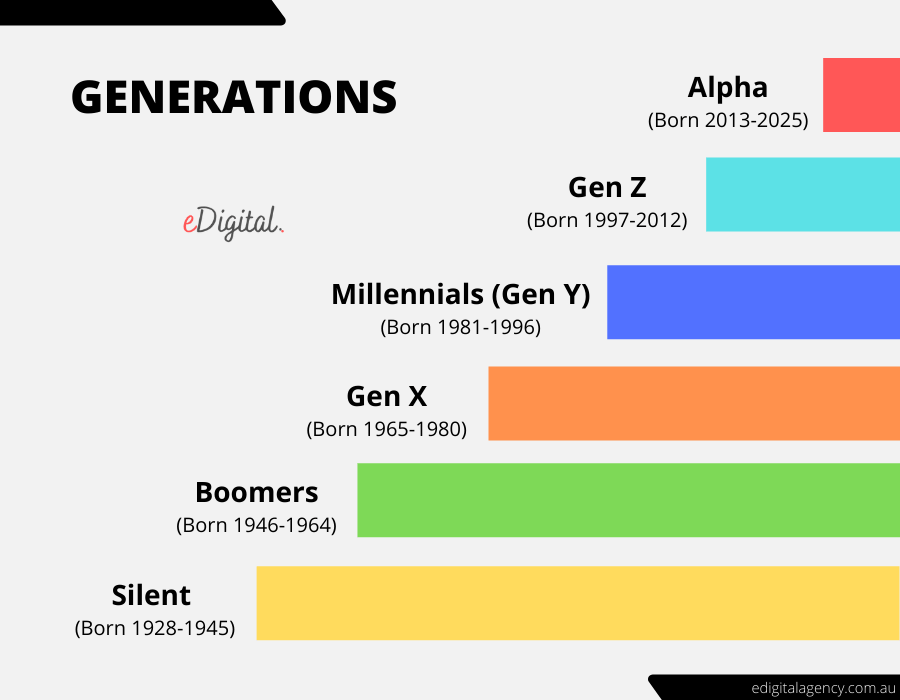 GENERATIONS
eDigital.
Alpha
(Born 2013-2025)
Gen Z
(Born 1997-2012)
Millennials (Gen Y)
(Born 1981-1996)
Gen X
(Born 1965-1980)
Boomers
(Born 1946-1964)
Silent
(Born 1928-1945)
edigitalagency.com.au